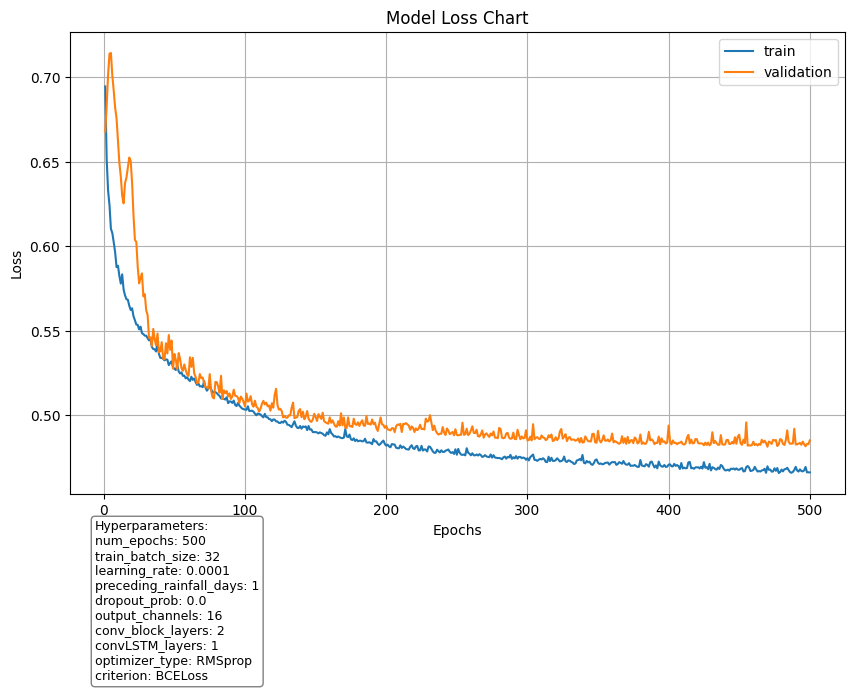 Model Loss Chart
train
validation
0.70
0.65
0.60
0.55
0.50
Loss
0
100
200
300
400
500
Epochs
Hyperparameters:
num_epochs: 500
train_batch_size: 32
learning_rate: 0.0001
preceding_rainfall_days: 1
dropout_prob: 0.0
output_channels: 16
conv_block_layers: 2
convLSTM_layers: 1
optimizer_type: RMSprop
criterion: BCELoss